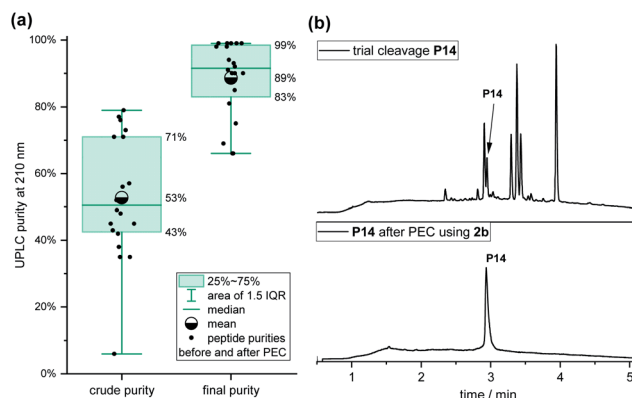 (a)
UPLC purity at 210 nm
100%
80%
60%
40%
20%
0%
71%
53%
43%
99%
89%
83%
25%~75%
area of 1.5 IQR
median
mean
peptide purities
before and after PEC
crude purity
final purity
(b)
trial cleavage P14
P14
P14 after PEC using 2b
P14
1
2
3
4
5
time / min